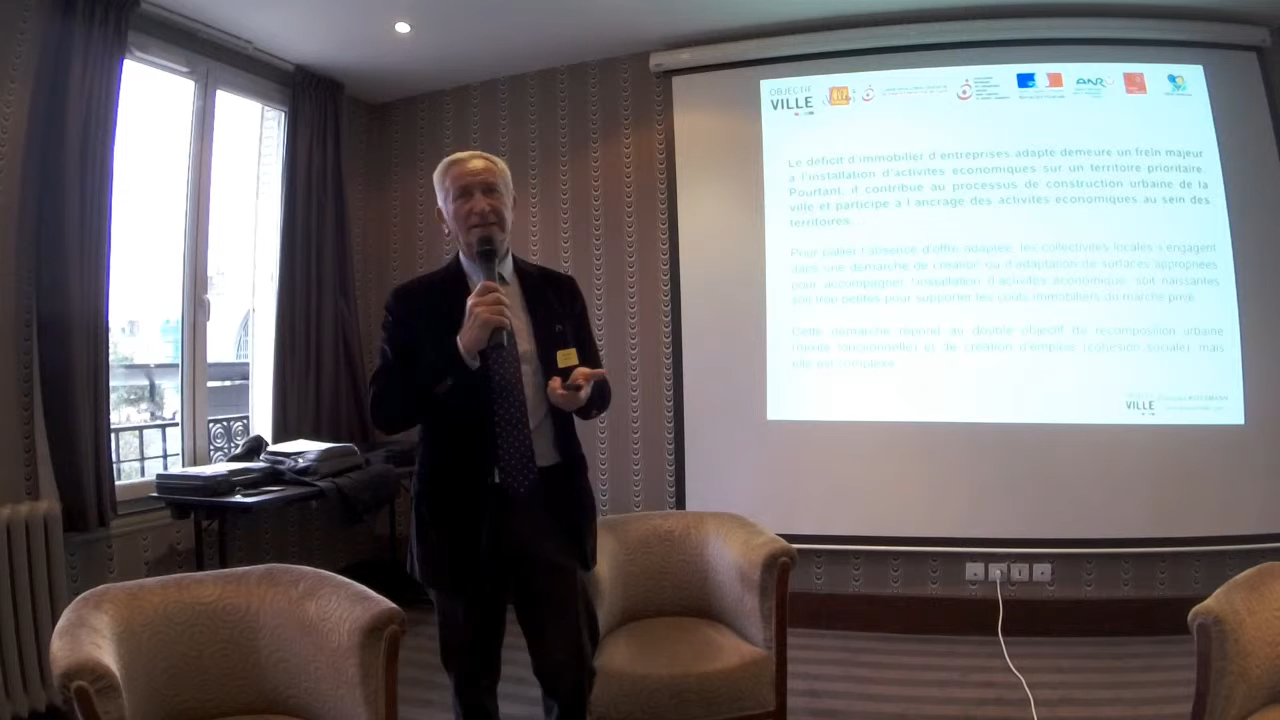 OBJECTIF
VILLE
ANRU
Le déficit d'immobilier d'entreprises adapté demeure un frein majeur
à l'installation d'activités économiques sur un territoire prioritaire.
Pourtant, il contribue au processus de construction urbaine de la
ville et participe à l'ancrage des activités économiques au sein des
territoires...
Pour pallier l'absence d'offre adaptée, les collectivités locales s'engagent
dans une démarche de création ou d'adaptation de surfaces appropriées
pour accompagner l'installation d'activités économique, soit naissantes
soit trop petites pour supporter les coûts immobiliers du marché privé.
Cette démarche répond au double objectif de recomposition urbaine
(mixité fonctionnelle) et de création d'emplois (cohésion sociale) mais
elle est complexe
OBJECTIF
VILLE